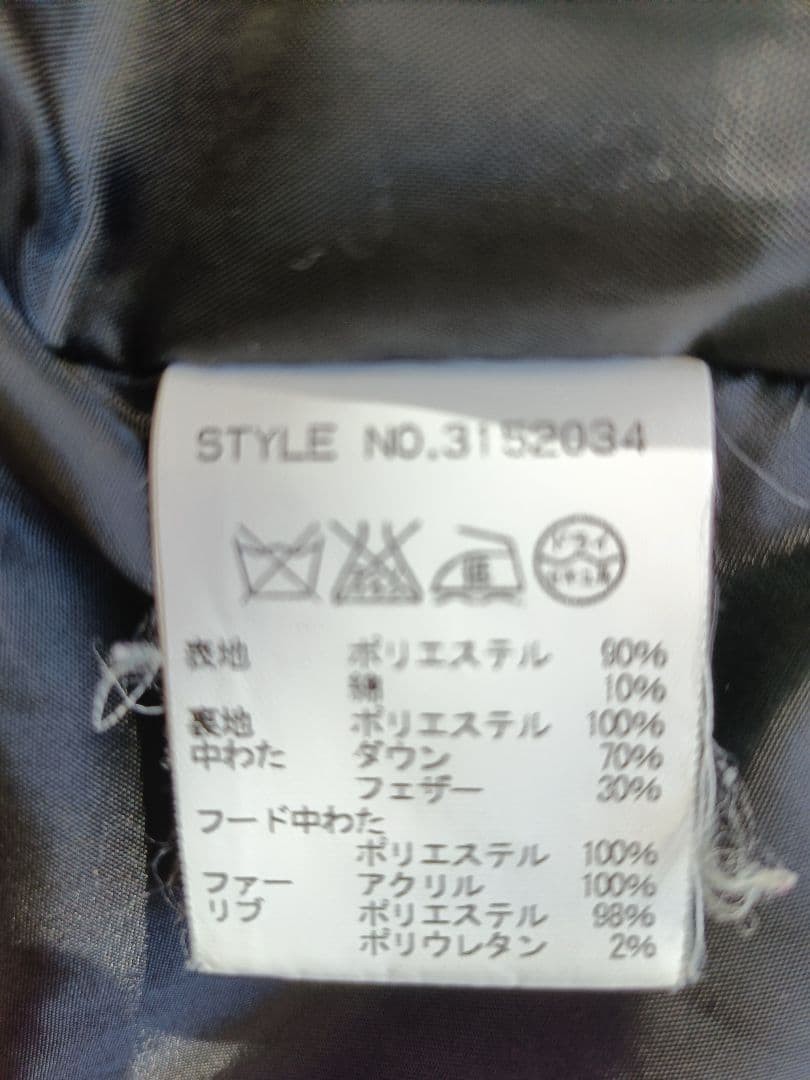 STYLE NO.3152034
ドライ
表地 ポリエステル 90%
綿 10%
裏地 ポリエステル 100%
中わた ダウン 70%
フェザー 30%
フード中わた
ポリエステル 100%
ファー アクリル 100%
リブ ポリエステル 98%
ポリウレタン 2%